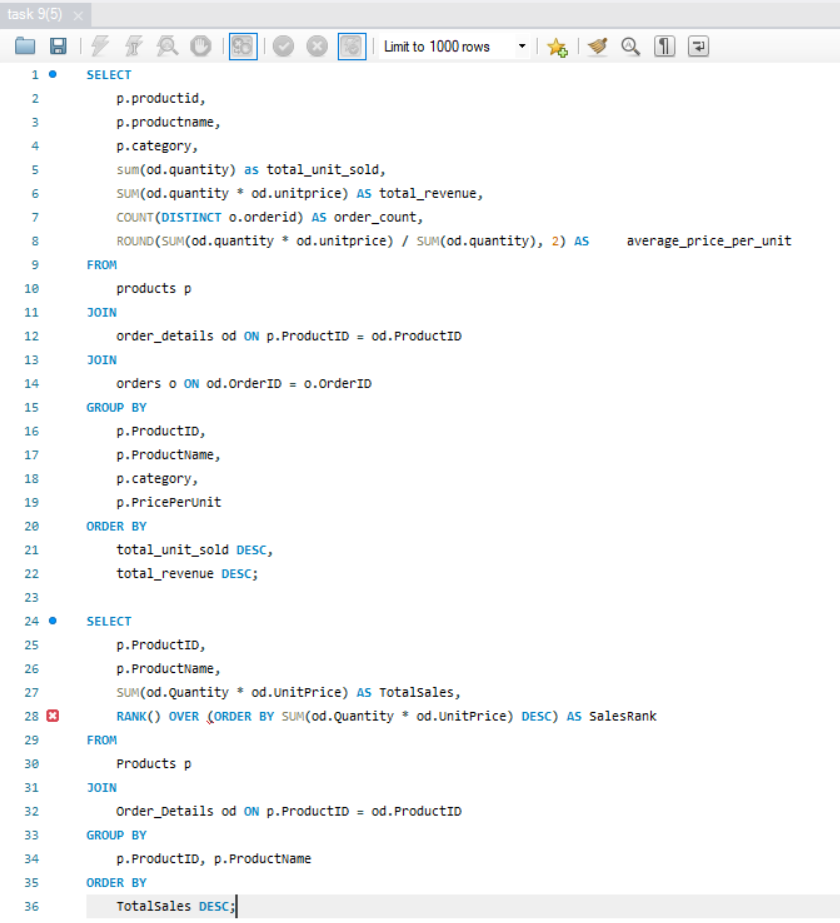 task 9(5)
Limit to 1000 rows
1 SELECT
2 p.productid,
3 p.productname,
4 p.category,
5 sum(od.quantity) as total_unit_sold,
6 SUM(od.quantity * od.unitprice) AS total_revenue,
7 COUNT(DISTINCT o.orderid) AS order_count,
8 ROUND(SUM(od.quantity * od.unitprice) / SUM(od.quantity), 2) AS average_price_per_unit
9 FROM
10 products p
11 JOIN
12 order_details od ON p.ProductID = od.ProductID
13 JOIN
14 orders o ON od.OrderID = o.OrderID
15 GROUP BY
16 p.ProductID,
17 p.ProductName,
18 p.category,
19 p.PricePerUnit
20 ORDER BY
21 total_unit_sold DESC,
22 total_revenue DESC;
23
24 SELECT
25 p.ProductID,
26 p.ProductName,
27 SUM(od.Quantity * od.UnitPrice) AS TotalSales,
28 RANK() OVER (ORDER BY SUM(od.Quantity * od.UnitPrice) DESC) AS SalesRank
29 FROM
30 Products p
31 JOIN
32 Order_Details od ON p.ProductID = od.ProductID
33 GROUP BY
34 p.ProductID, p.ProductName
35 ORDER BY
36 TotalSales DESC;